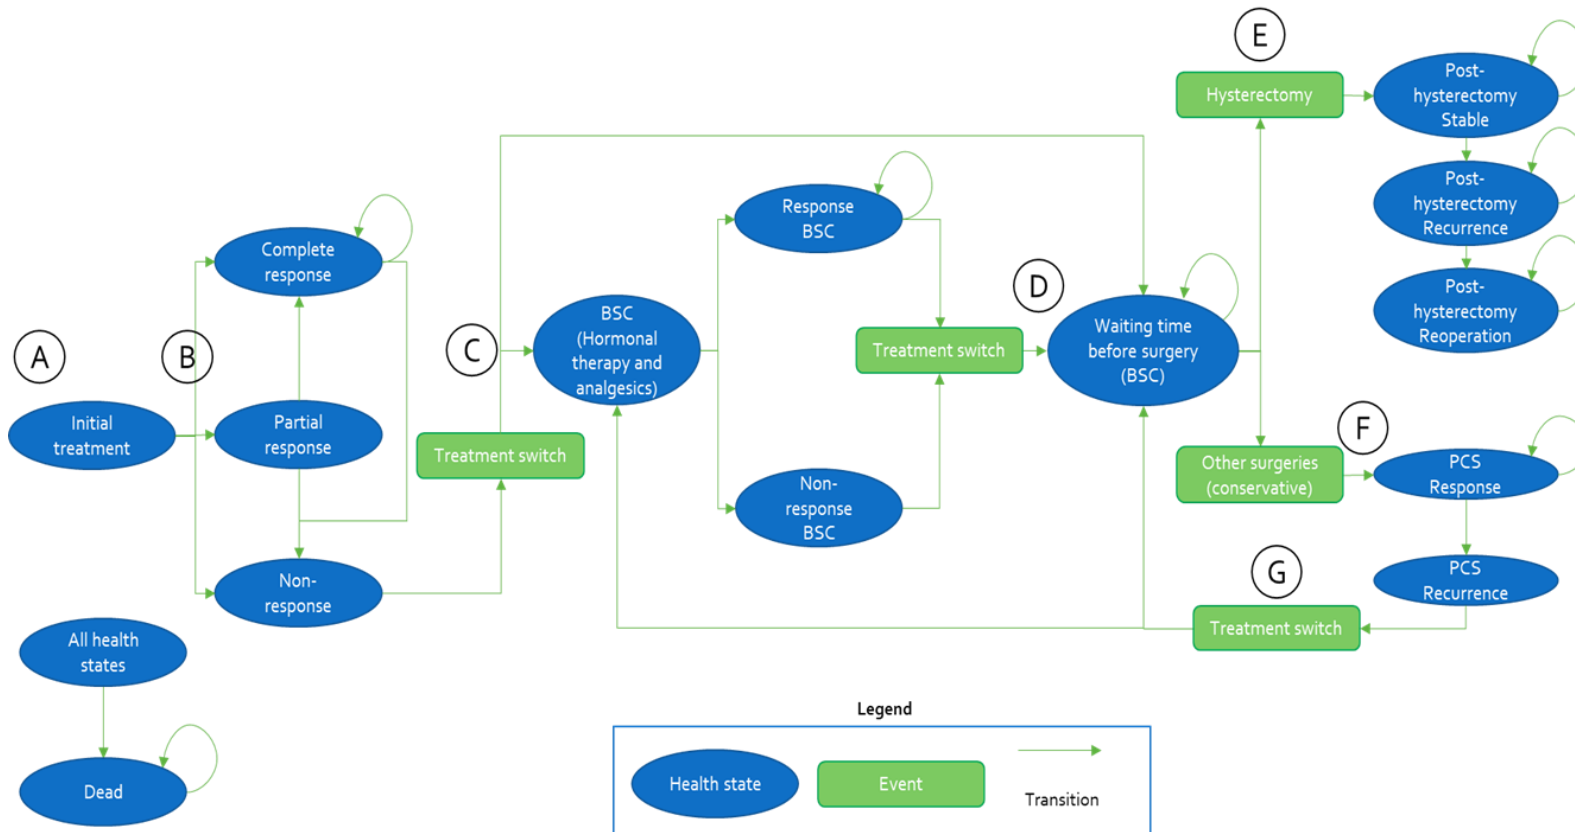 E
Hysterectomy
Post-
hysterectomy
Stable
Post-
hysterectomy
Recurrence
Post-
hysterectomy
Reoperation
Response
BSC
Complete
response
D
BSC
(Hormonal
therapy and
analgesics)
Waiting time
before surgery
(BSC)
Treatment switch
C
A
B
Initial
treatment
Partial
response
Treatment switch
F
Other surgeries
(conservative)
PCS
Response
Non-
response
BSC
G
PCS
Recurrence
Non-
response
Treatment switch
All health
states
Dead
Legend
Health state
Event
Transition